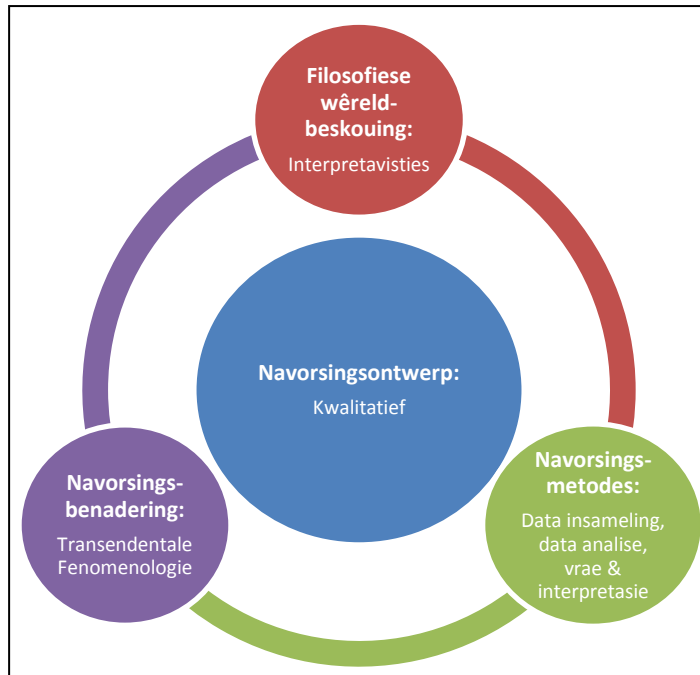 Filosofiese
wêreld-
beskouing:
Interpretavisties
Navorsingsontwerp:
Kwalitatief
Navorsings-
benadering:
Transendentale
Fenomenologie
Navorsings-
metodes:
Data insameling,
data analise,
vrae &
interpretasie